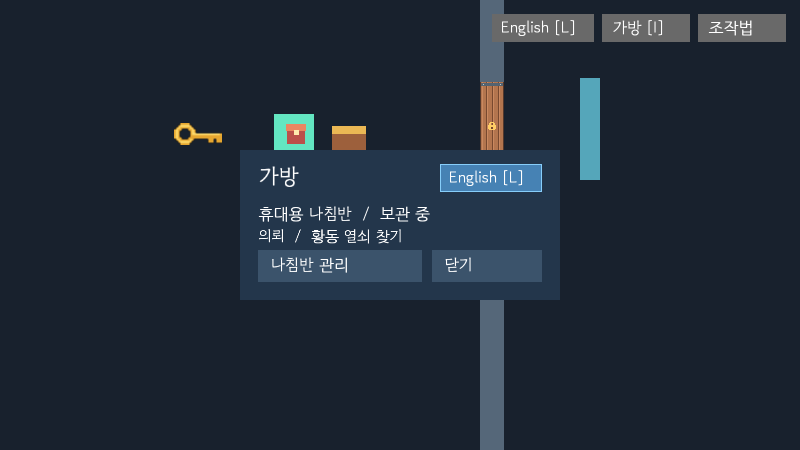 English [L] 가방 [I] 조작법
가방 English [L]
휴대용 나침반 / 보관 중
의뢰 / 황동 열쇠 찾기
나침반 관리 닫기